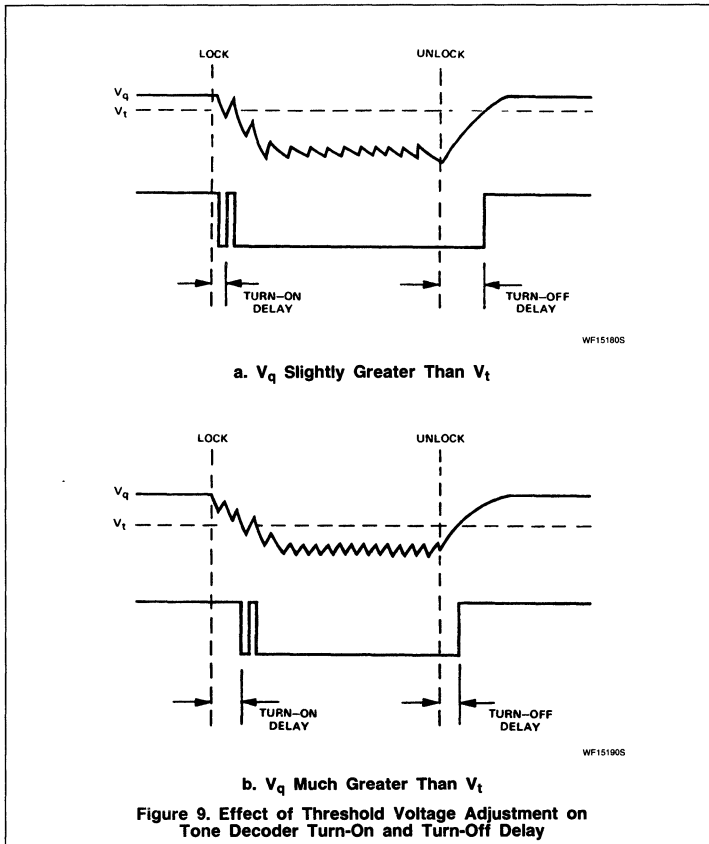 LOCK UNLOCK
Vq
Vt
TURN–ON
DELAY
TURN–OFF
DELAY
WF15180S
a. Vq Slightly Greater Than Vt
LOCK UNLOCK
Vq
Vt
TURN–ON
DELAY
TURN–OFF
DELAY
WF15190S
b. Vq Much Greater Than Vt
Figure 9. Effect of Threshold Voltage Adjustment on
Tone Decoder Turn-On and Turn-Off Delay